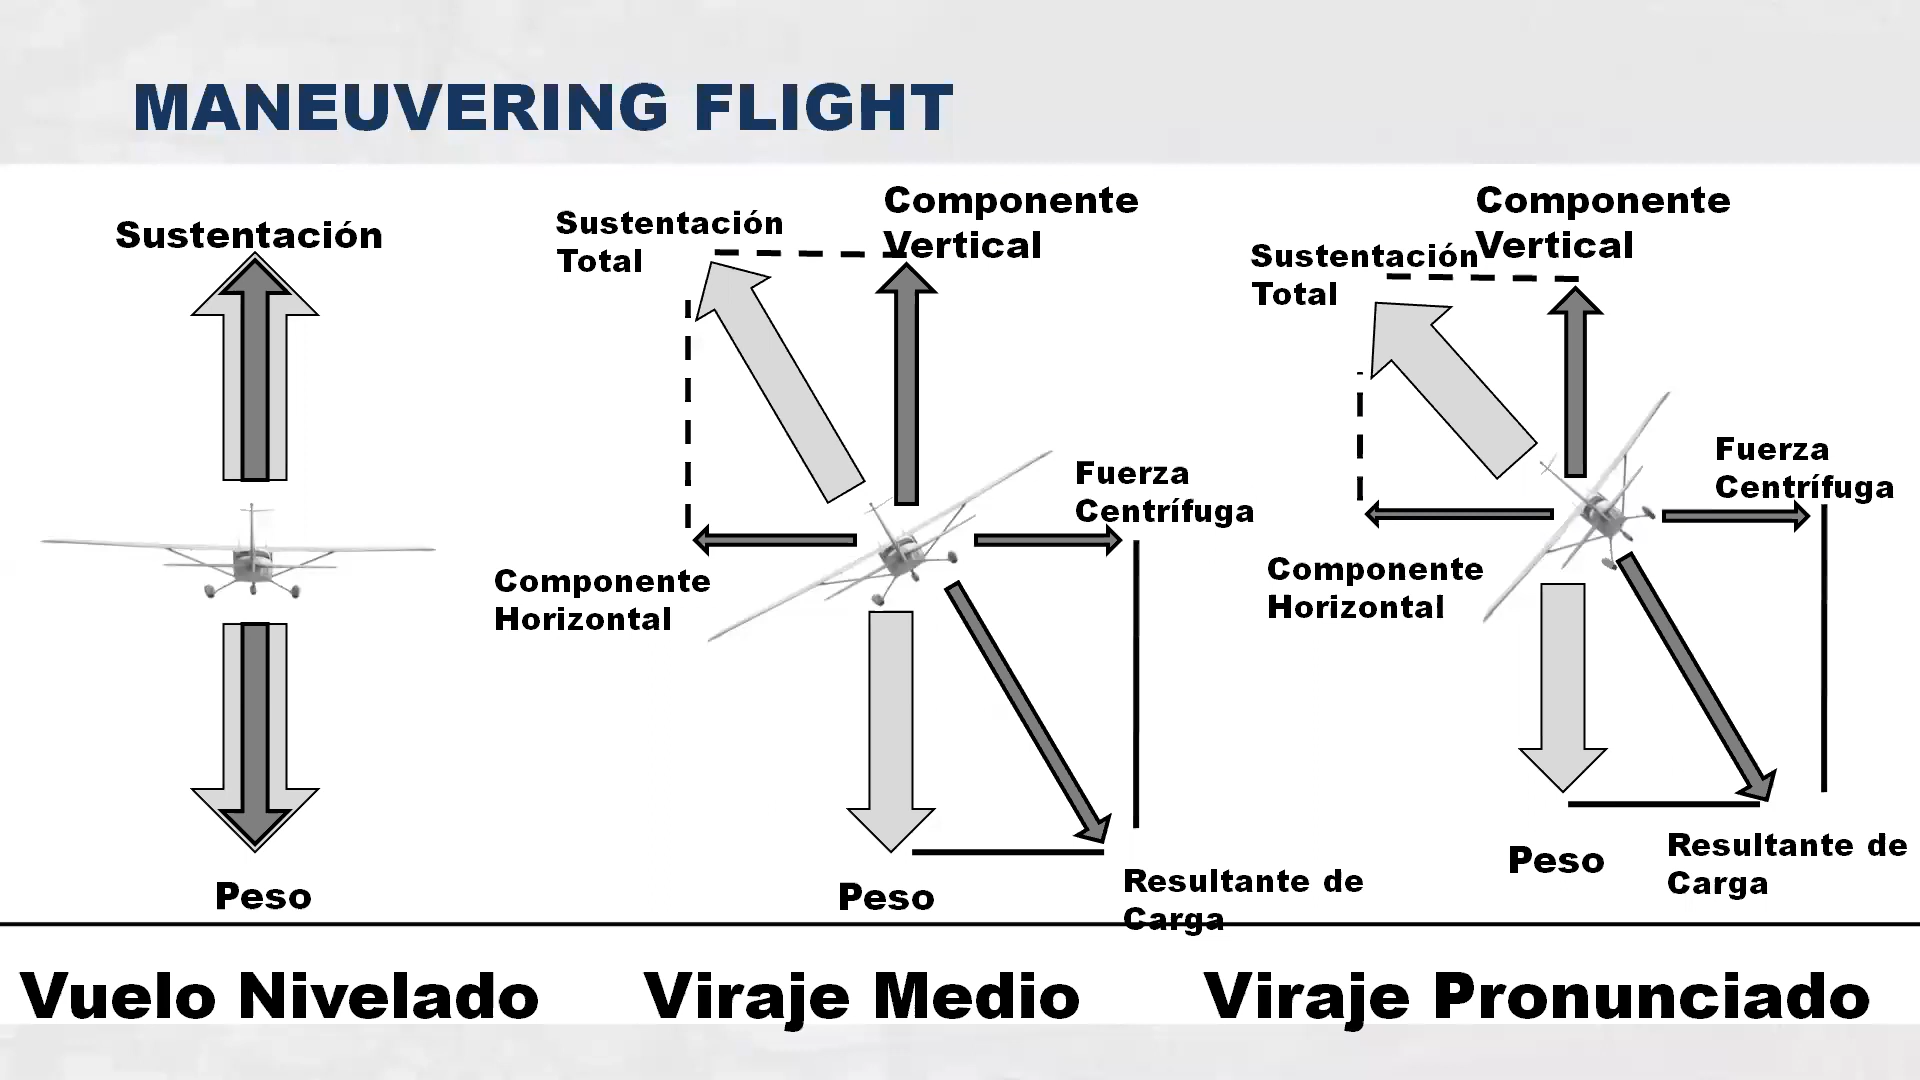 MANEUVERING FLIGHT
Sustentación
Peso
Vuelo Nivelado
Sustentación
Total
Componente
Vertical
Fuerza
Centrífuga
Componente
Horizontal
Peso
Resultante de
Carga
Viraje Medio
Sustentación
Total
Componente
Vertical
Fuerza
Centrífuga
Componente
Horizontal
Peso
Resultante de
Carga
Viraje Pronunciado